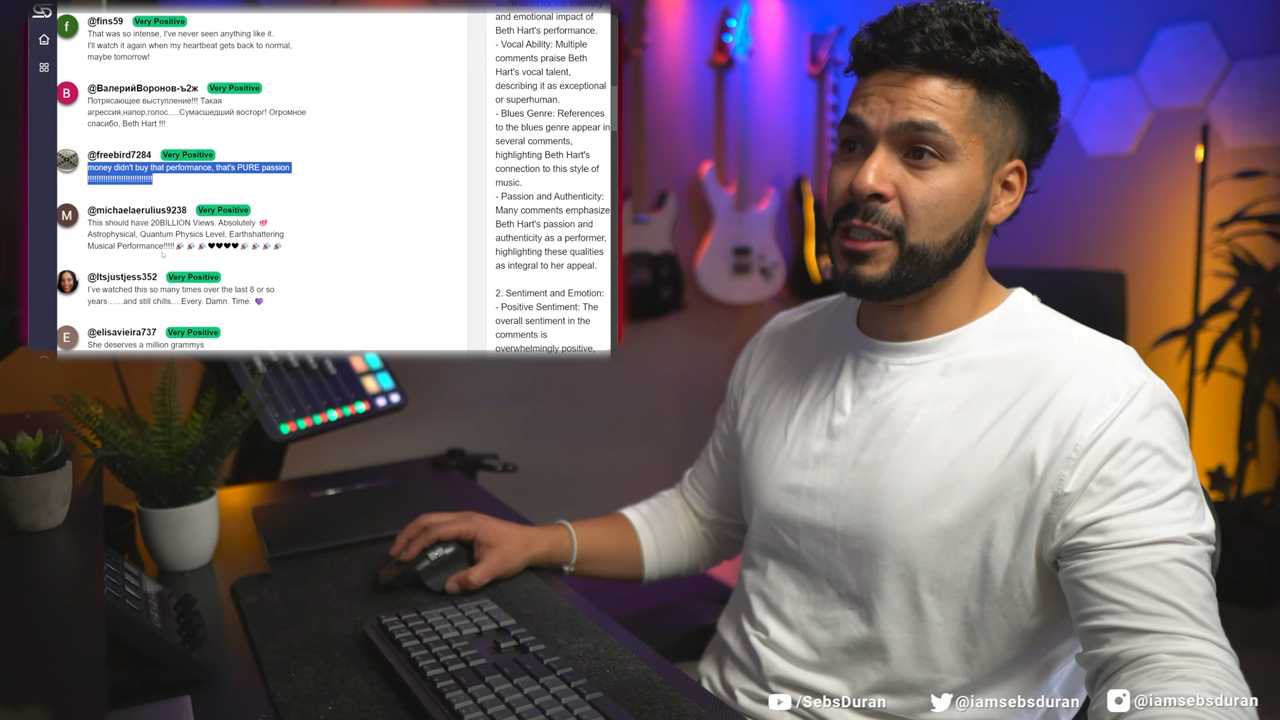 @fins59 Very Positive
That was so intense, I've never seen anything like it.
I'll watch it again when my heartbeat gets back to normal,
maybe tomorrow!
@ВалерийВоронов-ъ2ж Very Positive
Потрясающее выступление!!! Такая
агрессия,напор,голос.....Сумасшедший восторг! Огромное
спасибо, Beth Hart !!!
@freebird7284 Very Positive
money didn't buy that performance, that's PURE passion
@michaelaerulius9238 Very Positive
This should have 20BILLION Views. Absolutely 💯
Astrophysical, Quantum Physics Level, Earthshattering
Musical Performance!!!!!🎉🎉🎉♥♥♥♥🎉🎉🎉🎉
@Itsjustjess352 Very Positive
I've watched this so many times over the last 8 or so
years……and still chills….Every. Damn. Time. 💜
@elisavieira737 Very Positive
She deserves a million grammys
and emotional impact of
Beth Hart's performance.
- Vocal Ability: Multiple
comments praise Beth
Hart's vocal talent,
describing it as exceptional
or superhuman.
- Blues Genre: References
to the blues genre appear in
several comments,
highlighting Beth Hart's
connection to this style of
music.
- Passion and Authenticity:
Many comments emphasize
Beth Hart's passion and
authenticity as a performer,
highlighting these qualities
as integral to her appeal.
2. Sentiment and Emotion:
- Positive Sentiment: The
overall sentiment in the
comments is
overwhelmingly positive,
/SebsDuran @iamsebsduran @iamsebsduran